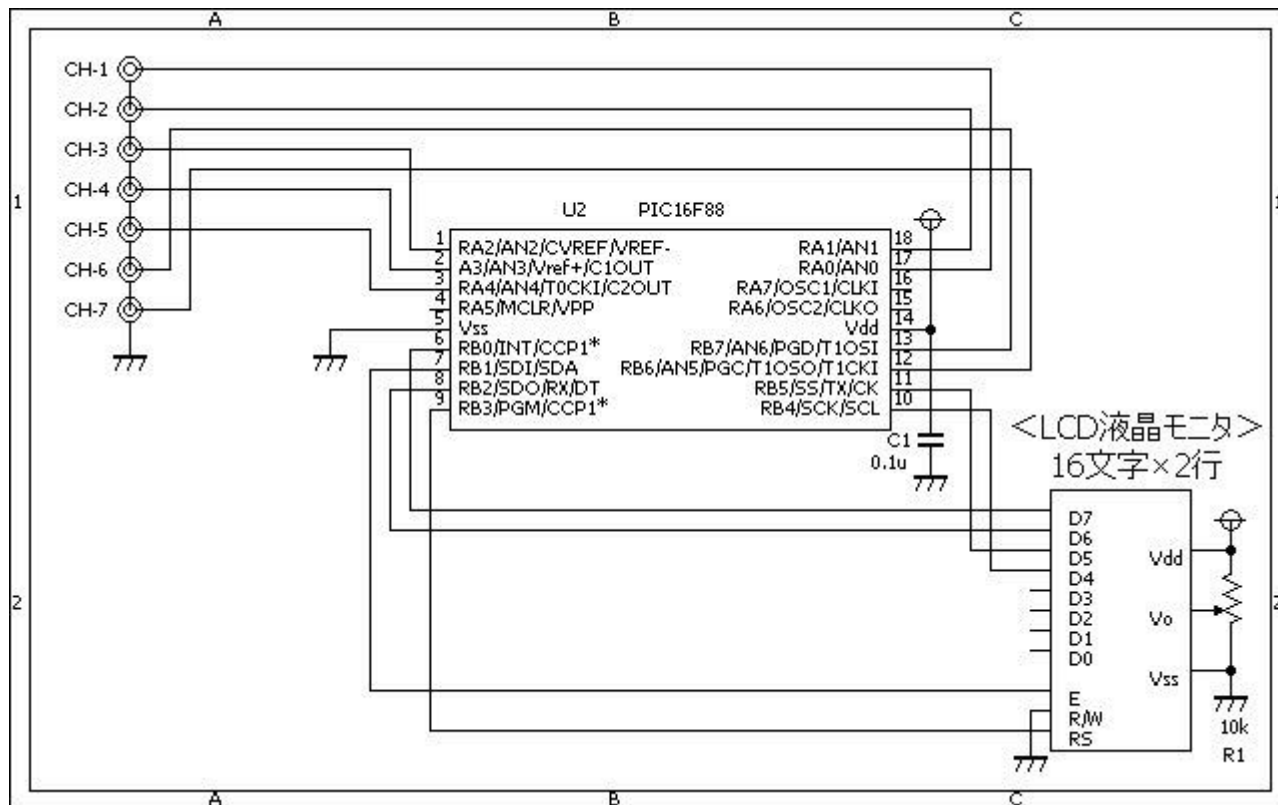 A B C
CH-1
CH-2
CH-3
CH-4
CH-5
CH-6
CH-7
1 1
U2 PIC16F88
1 RA2/AN2/CVREF/VREF- RA1/AN1 18
2 A3/AN3/Vref+/C1OUT RA0/AN0 17
3 RA4/AN4/T0CKI/C2OUT RA7/OSC1/CLKI 16
4 RA5/MCLR/VPP RA6/OSC2/CLKO 15
5 Vss Vdd 14
6 RB0/INT/CCP1* RB7/AN6/PGD/T1OSI 13
7 RB1/SDI/SDA RB6/AN5/PGC/T1OSO/T1CKI 12
8 RB2/SDO/RX/DT RB5/SS/TX/CK 11
9 RB3/PGM/CCP1* RB4/SCK/SCL 10
C1
0.1u
＜LCD液晶モニタ＞
16文字×2行
D7
D6
D5
D4
D3
D2
D1
D0
E
R/W
RS
Vdd
Vo
Vss
10k
R1
2 2
A B C